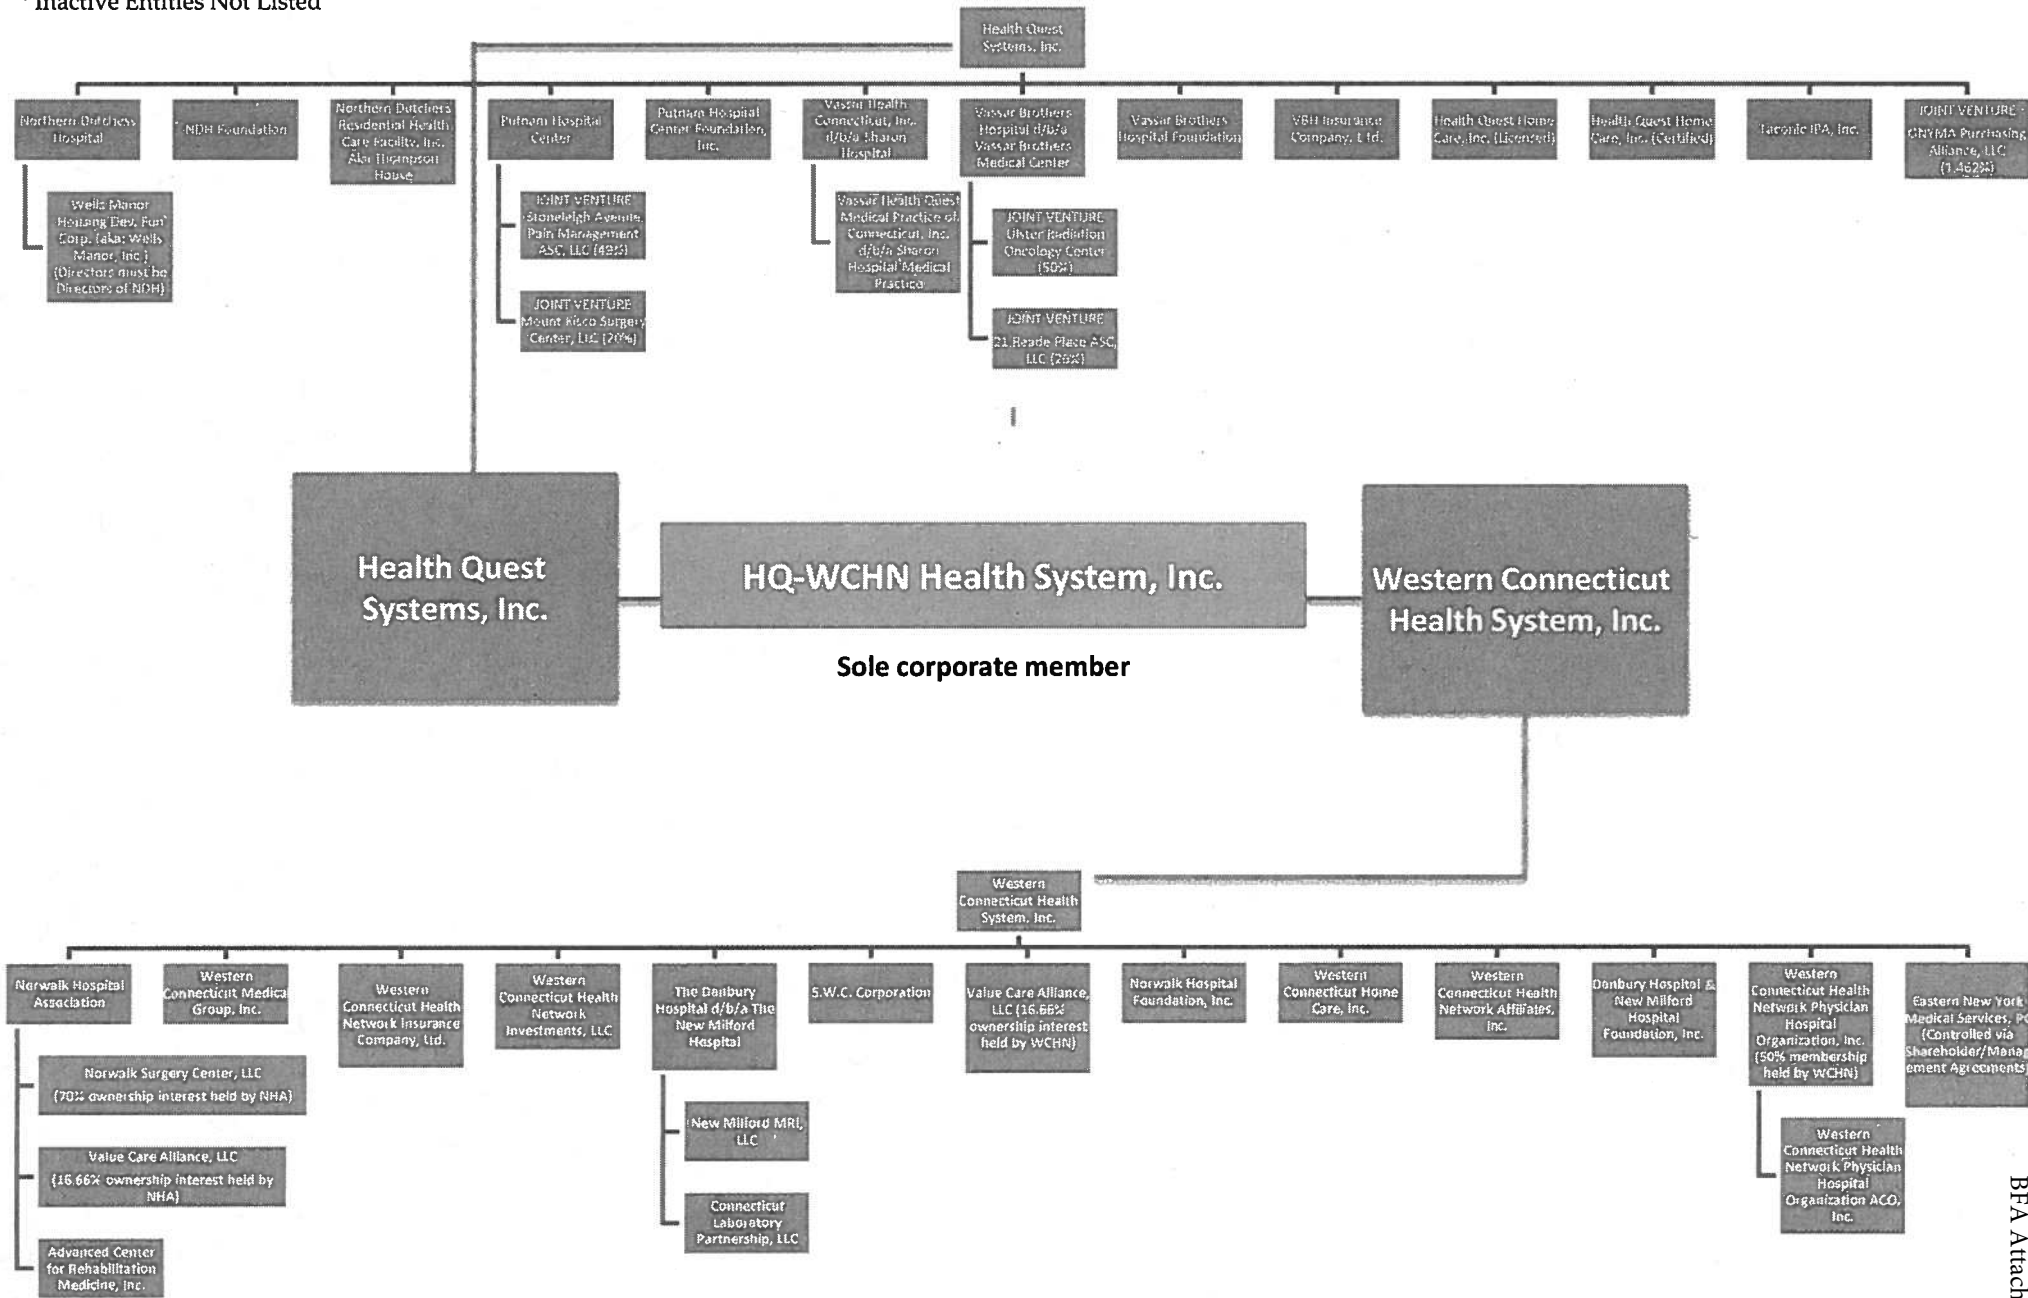 Inactive Entities Not Listed
Health Quest
Systems, Inc.
Northern Dutchess
Hospital
NDH Foundation
Northern Dutchess
Residential Health
Care Facility, Inc.
Aka Thompson
House
Putnam Hospital
Center
Putnam Hospital
Center Foundation,
Inc.
Vassar Health
Connecticut, Inc.
d/b/a Sharon
Hospital
Vassar Brothers
Hospital d/b/a
Vassar Brothers
Medical Center
Vassar Brothers
Hospital Foundation
VBH Insurance
Company, Ltd.
Health Quest Home
Care, Inc. (Licensed)
Health Quest Home
Care, Inc. (Certified)
Taconic IPA, Inc.
JOINT VENTURE -
GNYMA Purchasing
Alliance, LLC
(1.462%)
Wells Manor
Housing Dev. Fun
Corp. (aka: Wells
Manor, Inc.)
(Directors must be
Directors of NDH)
JOINT VENTURE
Stoneleigh Avenue
Pain Management
ASC, LLC (49%)
JOINT VENTURE
Mount Kisco Surgery
Center, LLC (20%)
Vassar Health Quest
Medical Practice of
Connecticut, Inc.
d/b/a Sharon
Hospital Medical
Practice
JOINT VENTURE
Ulster Radiation
Oncology Center
(50%)
JOINT VENTURE
21 Reade Place ASC,
LLC
Health Quest
Systems, Inc.
HQ-WCHN Health System, Inc.
Western Connecticut
Health System, Inc.
Sole corporate member
Western
Connecticut Health
System, Inc.
Norwalk Hospital
Association
Western
Connecticut Medical
Group, Inc.
Western
Connecticut Health
Network Insurance
Company, Ltd.
Western
Connecticut Health
Network
Investments, LLC
The Danbury
Hospital d/b/a The
New Milford
Hospital
S.W.C. Corporation
Value Care Alliance,
LLC (16.66%
ownership interest
held by WCHN)
Norwalk Hospital
Foundation, Inc.
Western
Connecticut Home
Care, Inc.
Western
Connecticut Health
Network Affiliates,
Inc.
Danbury Hospital &
New Milford
Hospital
Foundation, Inc.
Western
Connecticut Health
Network Physician
Hospital
Organization, Inc.
(50% membership
held by WCHN)
Eastern New York
Medical Services, PC
(Controlled via
Shareholder/Manag
ement Agreements)
Norwalk Surgery Center, LLC
(70% ownership interest held by NHA)
Value Care Alliance, LLC
(16.66% ownership interest held by
NHA)
Advanced Center
for Rehabilitation
Medicine, Inc.
New Milford MRI,
LLC
Connecticut
Laboratory
Partnership, LLC
Western
Connecticut Health
Network Physician
Hospital
Organization ACO,
Inc.
BFA Attach